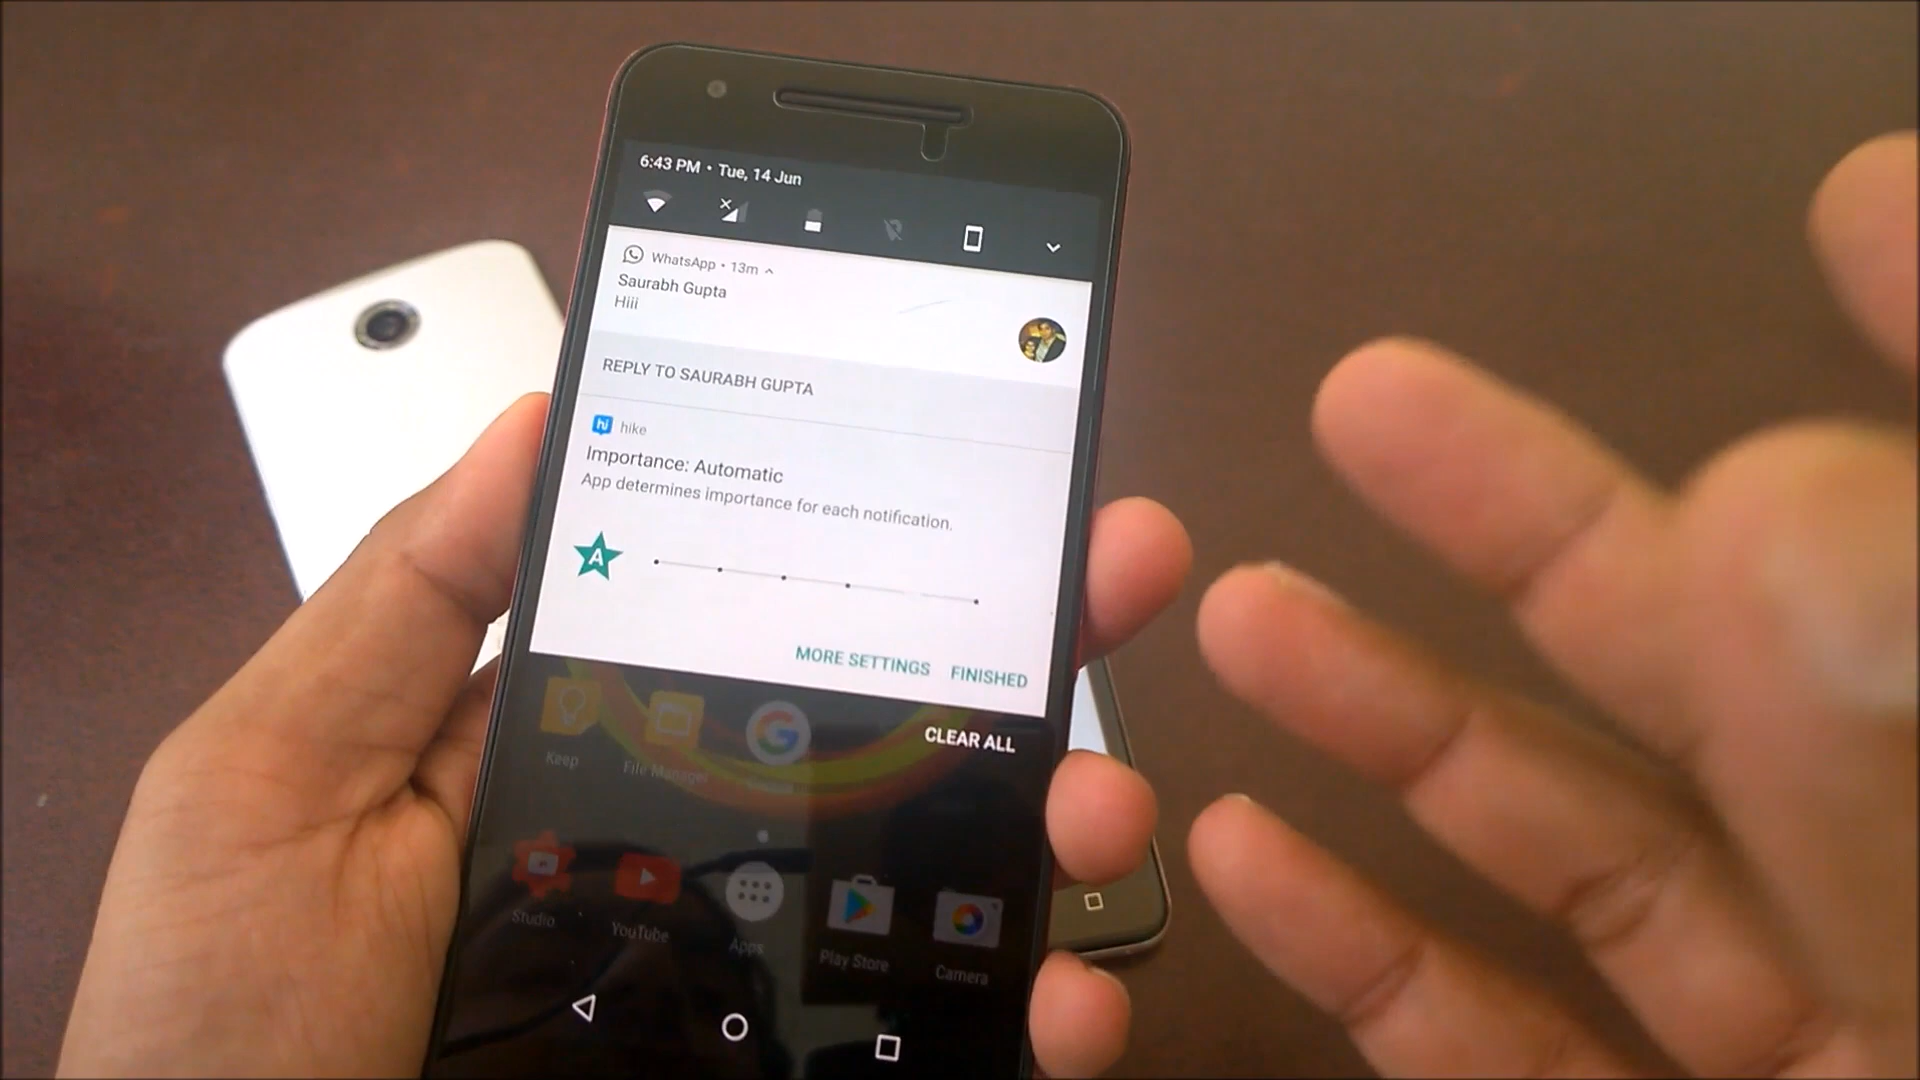 6:43 PM • Tue, 14 Jun
WhatsApp • 13m
Saurabh Gupta
Hiii
REPLY TO SAURABH GUPTA
hi hike
Importance: Automatic
App determines importance for each notification.
A
MORE SETTINGS FINISHED
CLEAR ALL
Keep File Manager
Studio YouTube Apps Play Store Camera